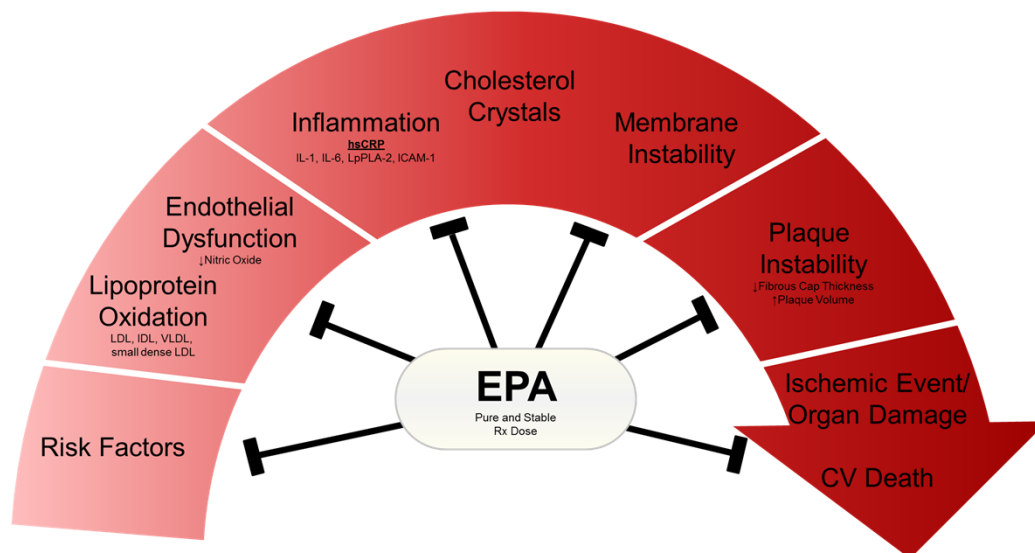 Risk Factors
Lipoprotein
Oxidation
LDL, IDL, VLDL,
small dense LDL
Endothelial
Dysfunction
↓Nitric Oxide
Inflammation
hsCRP
IL-1, IL-6, LpPLA-2, ICAM-1
Cholesterol
Crystals
Membrane
Instability
Plaque
Instability
↓Fibrous Cap Thickness
↑Plaque Volume
Ischemic Event/
Organ Damage
CV Death
EPA
Pure and Stable
Rx Dose